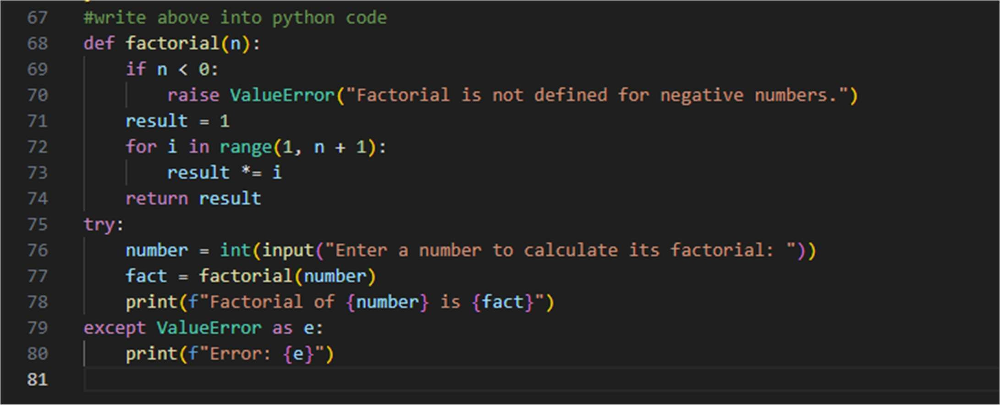 67 #write above into python code
68 def factorial(n):
69     if n < 0:
70         raise ValueError("Factorial is not defined for negative numbers.")
71     result = 1
72     for i in range(1, n + 1):
73         result *= i
74     return result
75 try:
76     number = int(input("Enter a number to calculate its factorial: "))
77     fact = factorial(number)
78     print(f"Factorial of {number} is {fact}")
79 except ValueError as e:
80     print(f"Error: {e}")
81